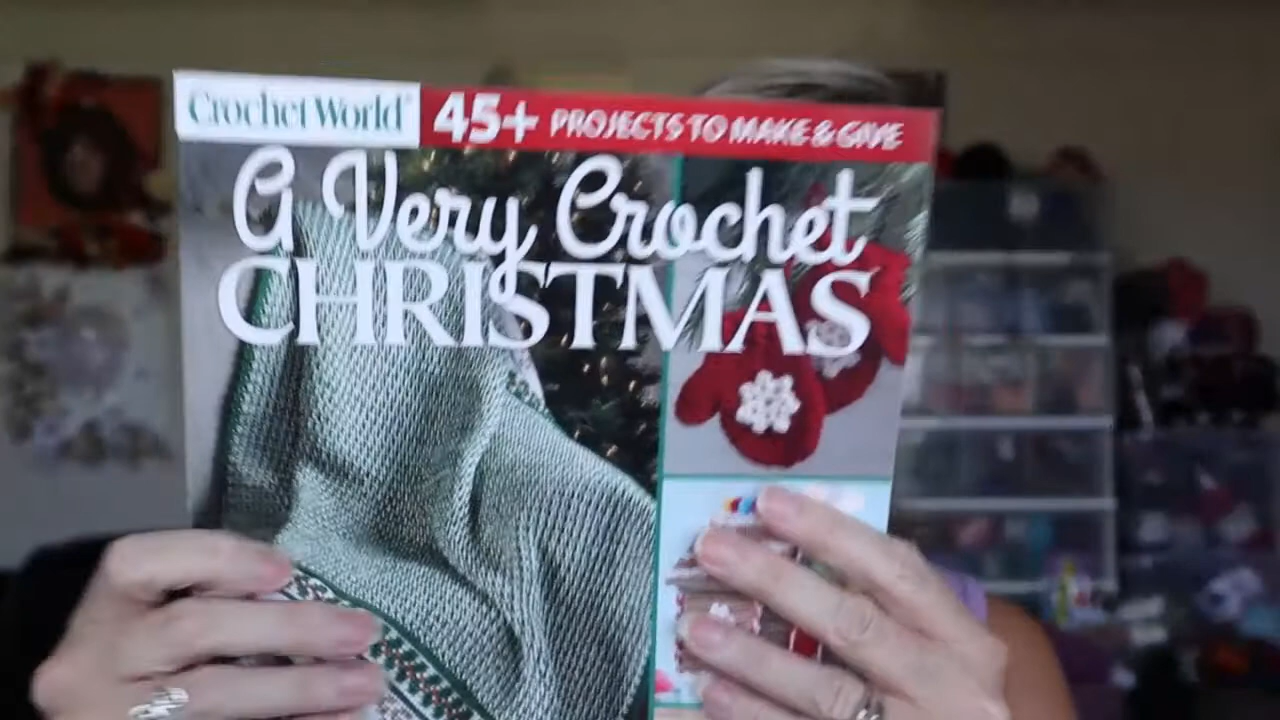 Crochet World
45+ PROJECTS TO MAKE & GIVE
A Very Crochet
CHRISTMAS